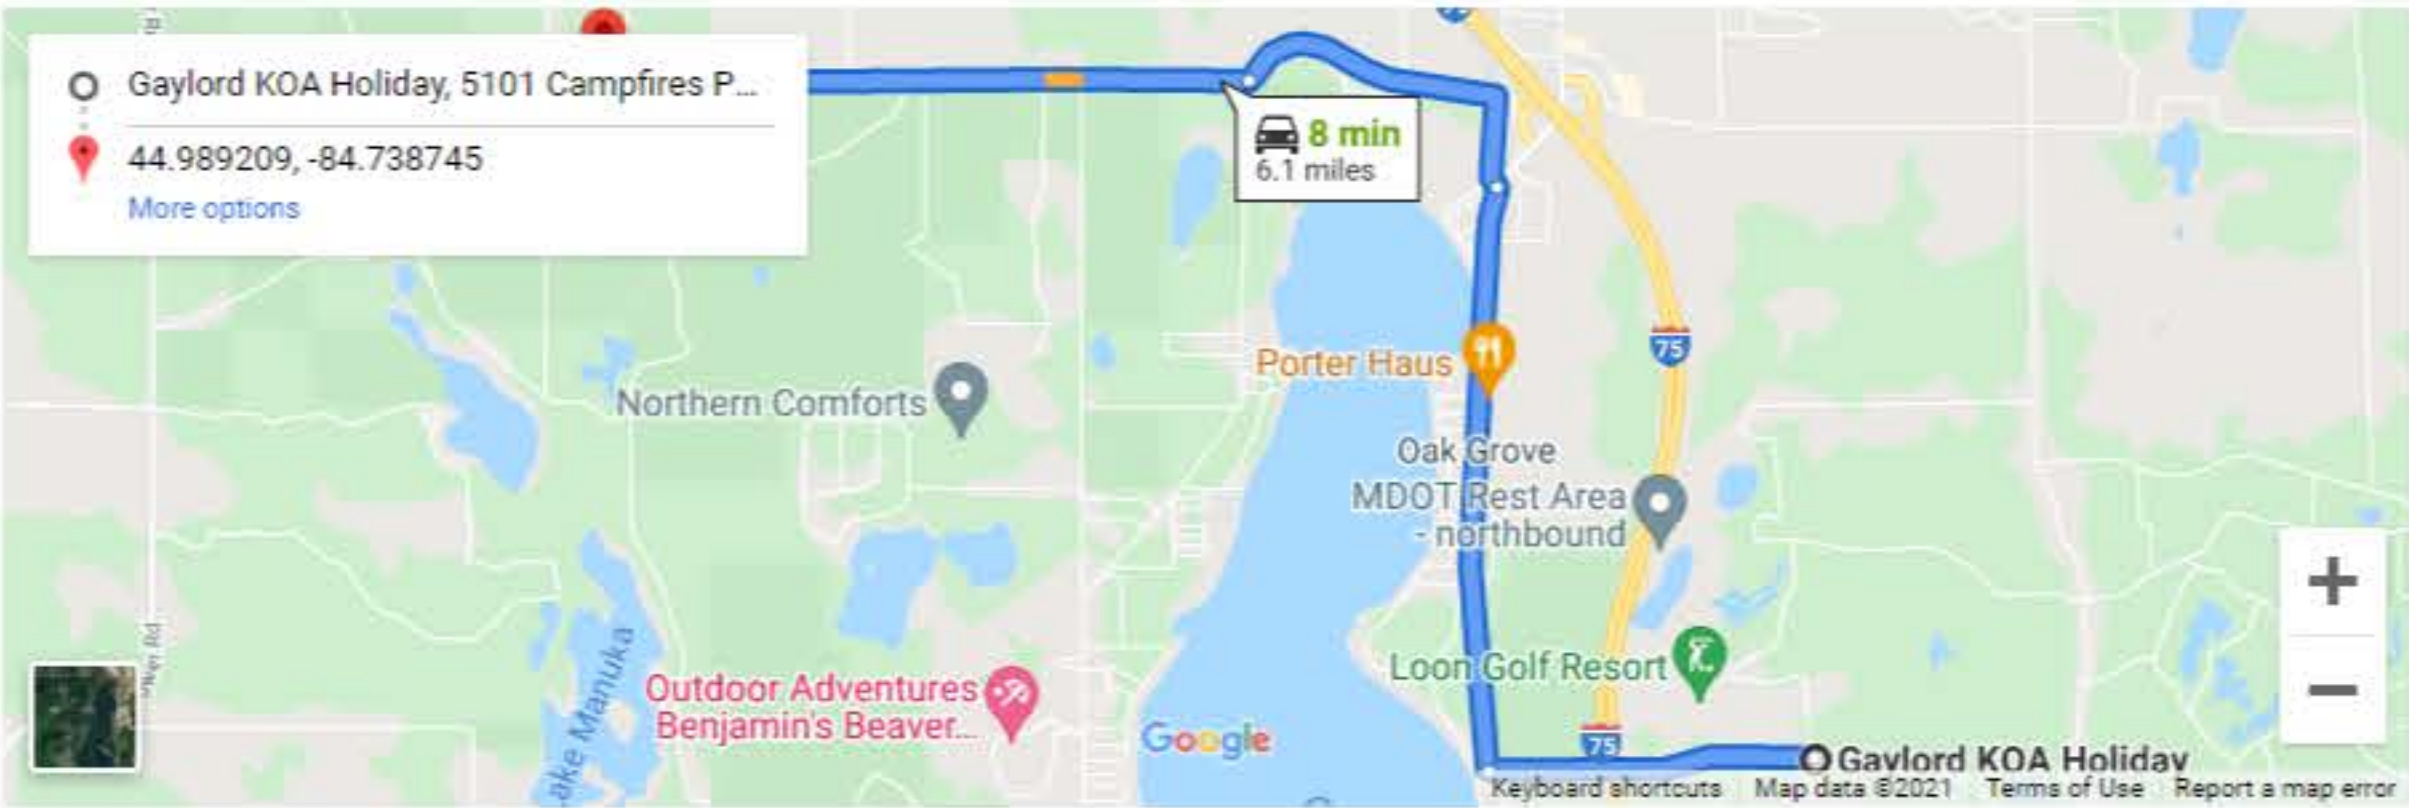 Gaylord KOA Holiday, 5101 Campfires P...
44.989209, -84.738745
More options
8 min
6.1 miles
75
Porter Haus
Northern Comforts
Oak Grove
MDOT Rest Area
- northbound
Loon Golf Resort
Outdoor Adventures
Benjamin's Beaver...
Lake Manuka
Google
75
Gaylord KOA Holiday
Keyboard shortcuts Map data ©2021 Terms of Use Report a map error